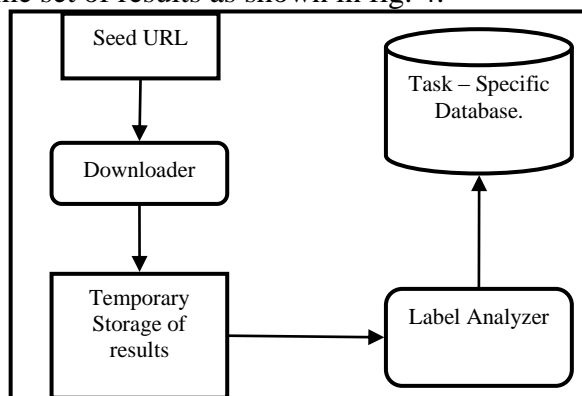 the set of results as shown in fig. 4.
Seed URL
Downloader
Temporary
Storage of
results
Label Analyzer
Task – Specific
Database.